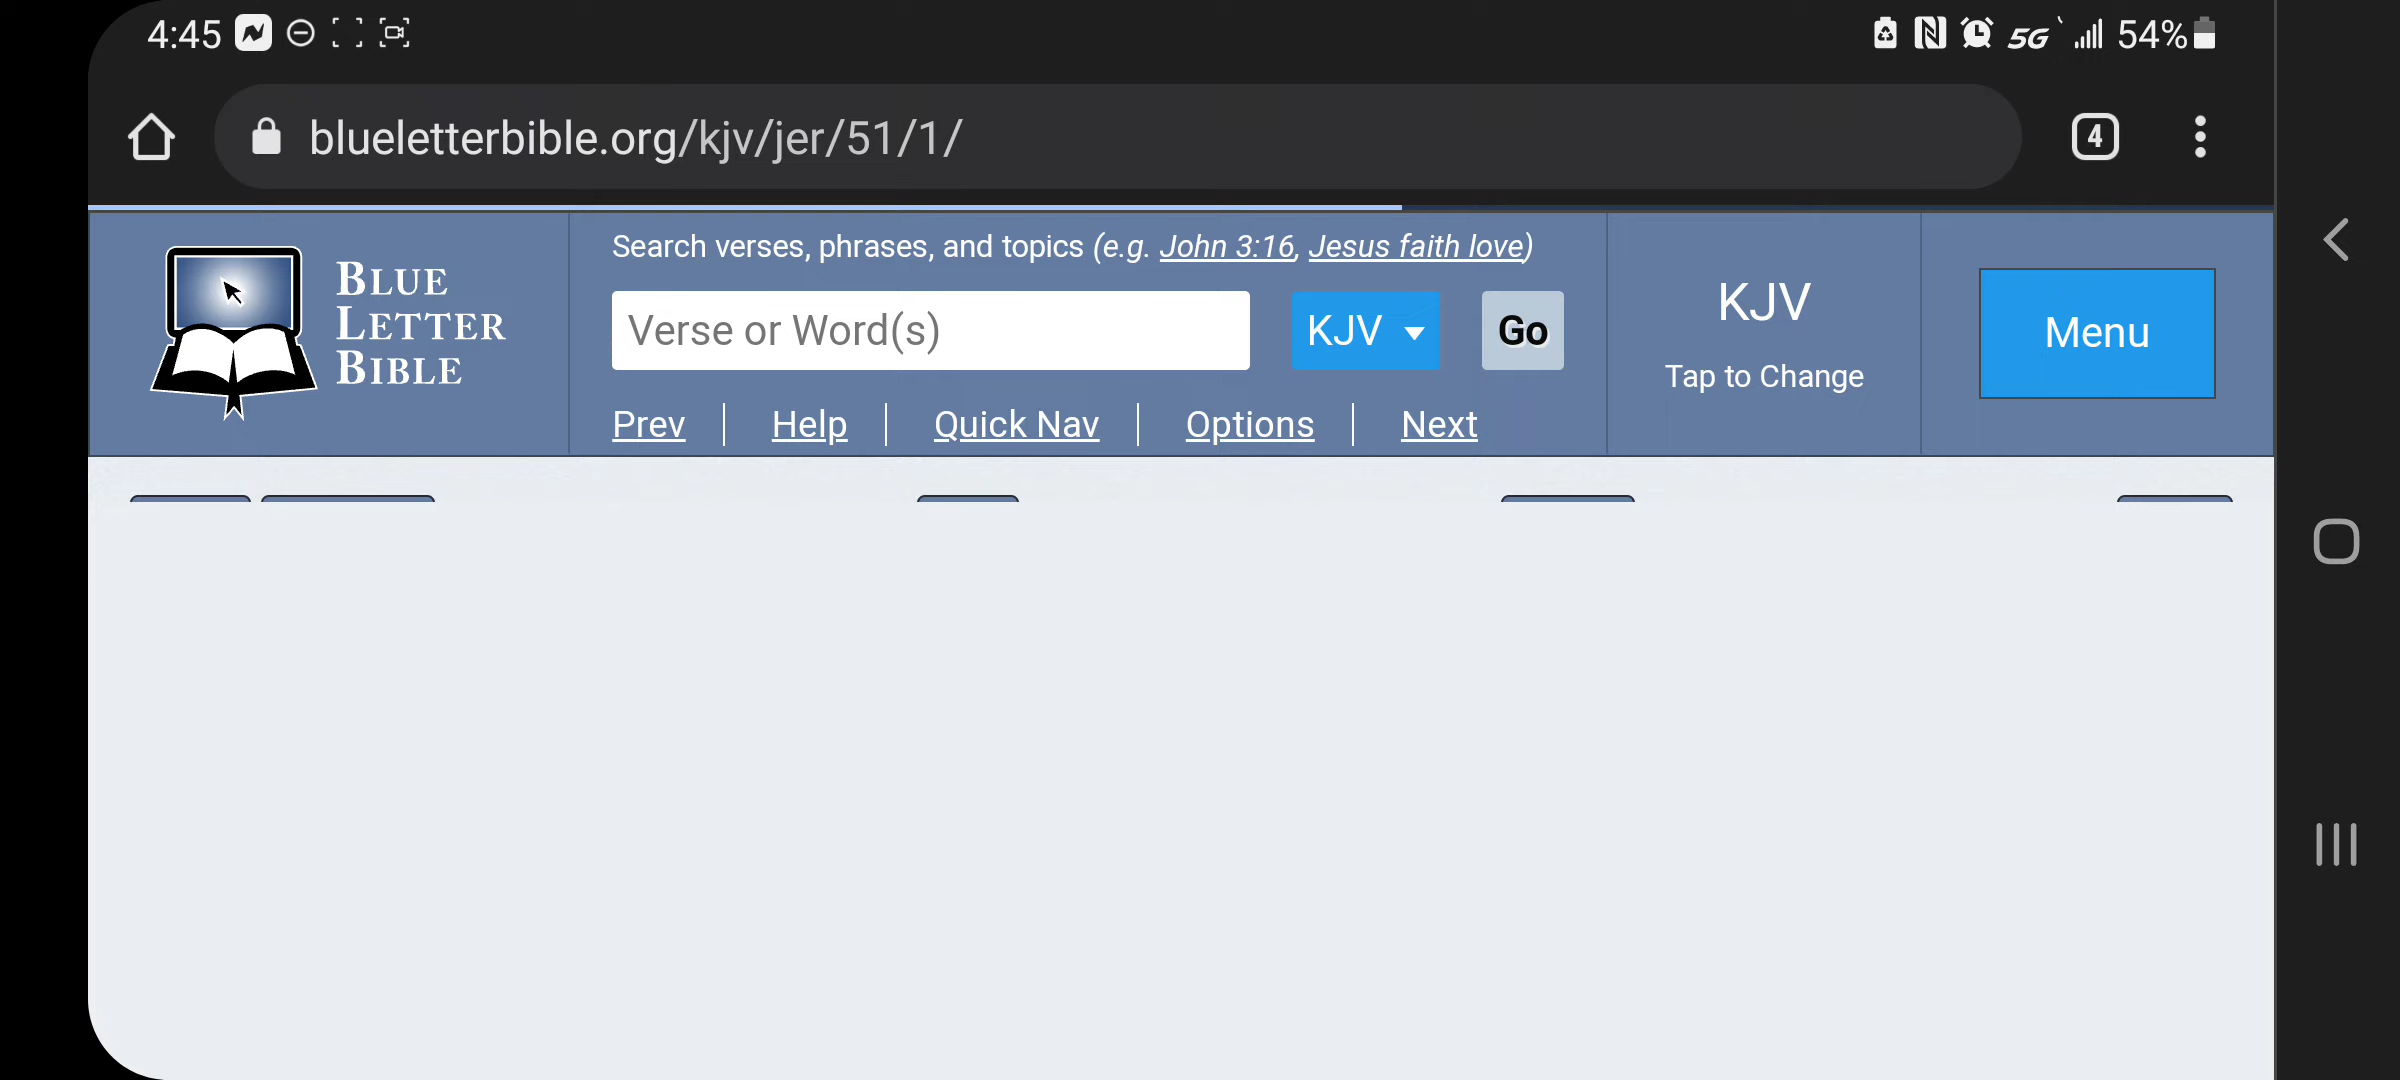 4:45
5G
54%
blueletterbible.org/kjv/jer/51/1/
4
BLUE
LETTER
BIBLE
Search verses, phrases, and topics (e.g. John 3:16, Jesus faith love)
Verse or Word(s)
KJV
Go
Prev
Help
Quick Nav
Options
Next
KJV
Tap to Change
Menu